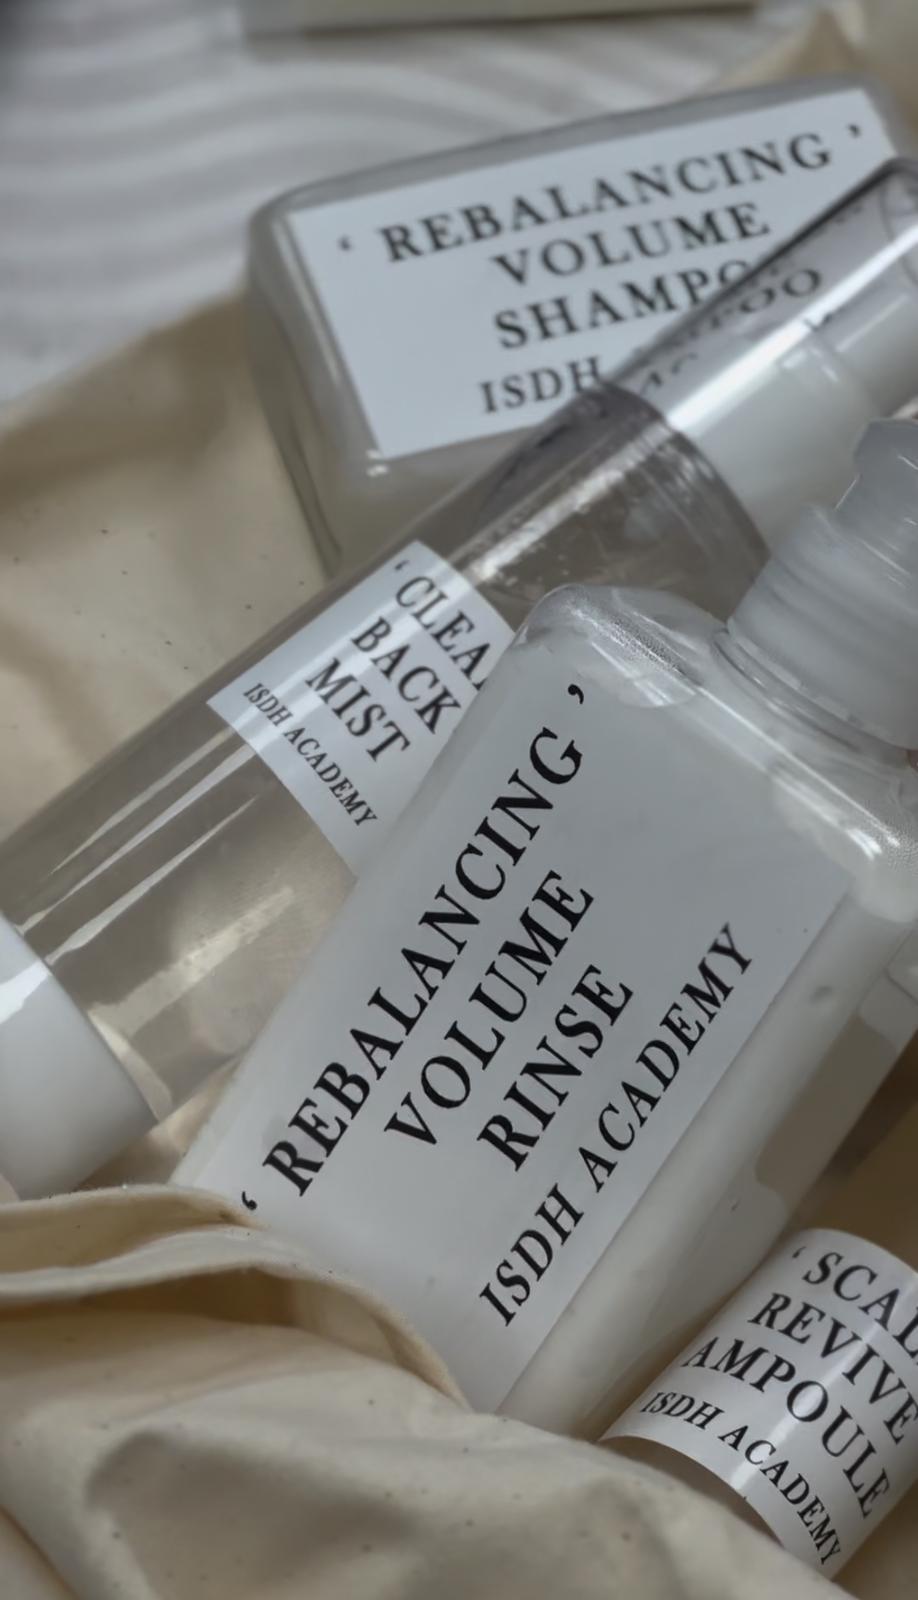 ‘ REBALANCING ’
VOLUME
SHAMPOO
ISDH
‘ CLEA
BACK
MIST
ISDH ACADEMY
‘ REBALANCING ’
VOLUME
RINSE
ISDH ACADEMY
‘ SCAL
REVIVE
AMPOULE
ISDH ACADEMY